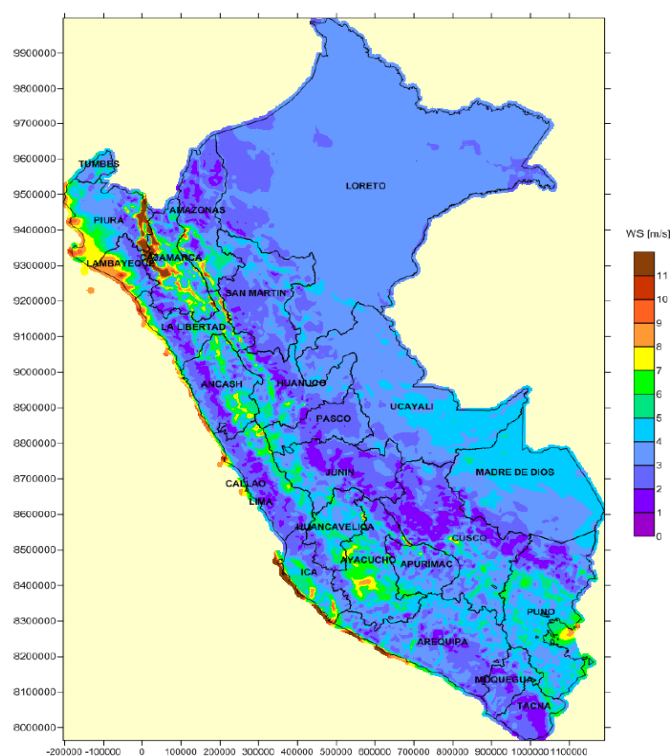 9900000
9800000
9700000
9600000
TUMBES
9500000
LORETO
AMAZONAS
PIURA
9400000
WS [m/s]
CAJAMARCA
LAMBAYEQUE
9300000
11
SAN MARTIN
10
9200000
9
LA LIBERTAD
8
9100000
7
6
9000000
HUANUCO
5
ANCASH
UCAYALI
4
8900000
PASCO
3
8800000
2
JUNIN
MADRE DE DIOS
1
8700000
CALLAO
0
LIMA
8600000
HUANCAVELICA
CUSCO
8500000
AYACUCHO
APURIMAC
ICA
8400000
PUNO
8300000
AREQUIPA
8200000
MOQUEGUA
8100000
TACNA
8000000
-200000 -100000 0 100000 200000 300000 400000 500000 600000 700000 800000 900000 1000000 1100000